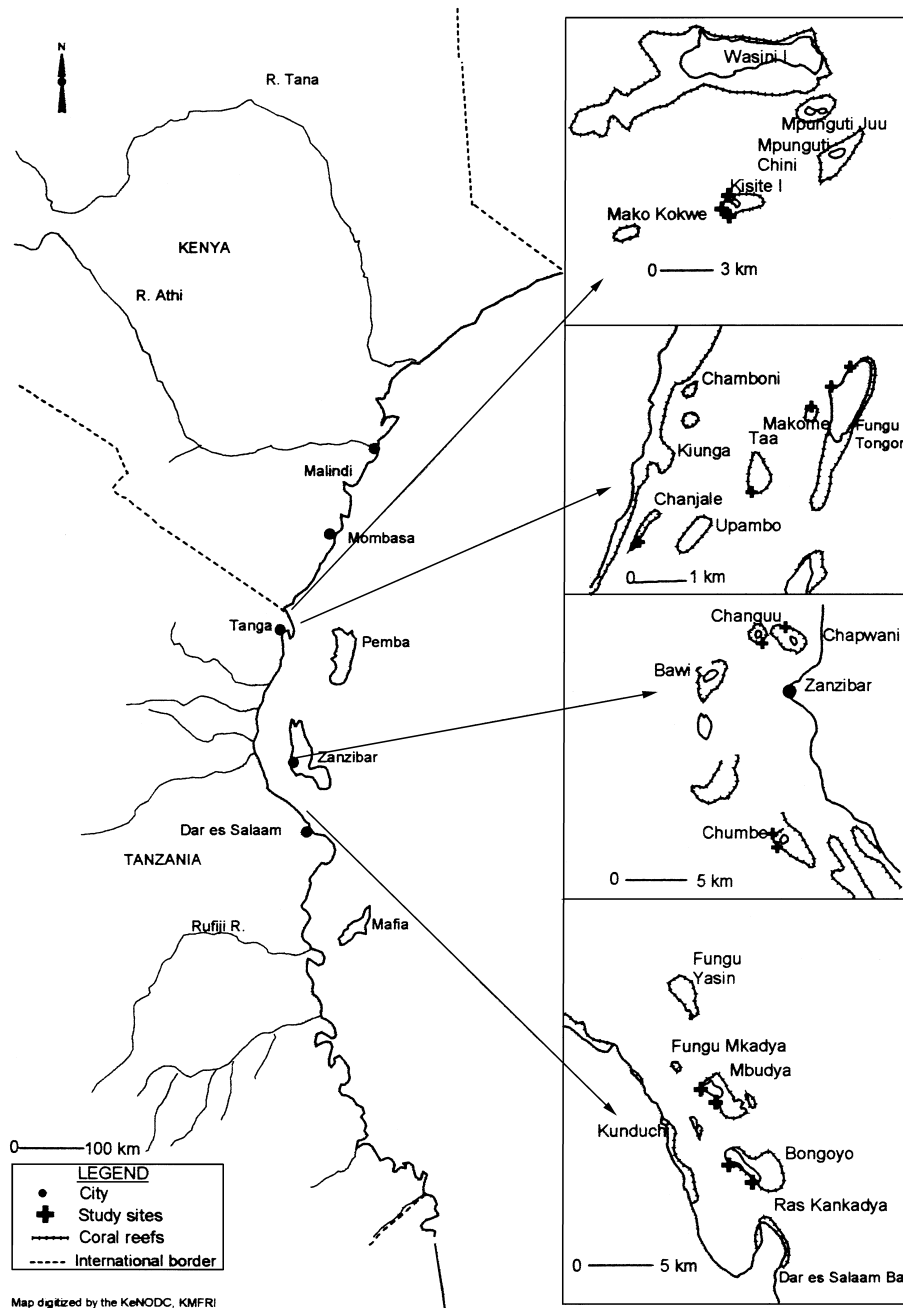 N
R. Tana
KENYA
R. Athi
Malindi
Mombasa
Tanga
Pemba
Zanzibar
Dar es Salaam
TANZANIA
Mafia
Rufiji R.
0 100 km
LEGEND
City
Study sites
Coral reefs
International border
Map digitized by the KeNODC, KMFRI
Wasini I
Mpunguti Juu
Mpunguti
Chini
Kisite I
Mako Kokwe
0 3 km
Chamboni
Makome
Fungu
Tongor
Taa
Kiunga
Chanjale
Upambo
0 1 km
Changuu
Chapwani
Bawi
Zanzibar
Chumbe
0 5 km
Fungu
Yasin
Fungu Mkadya
Mbudya
Kunduch
Bongoyo
Ras Kankadya
0 5 km
Dar es Salaam Ba